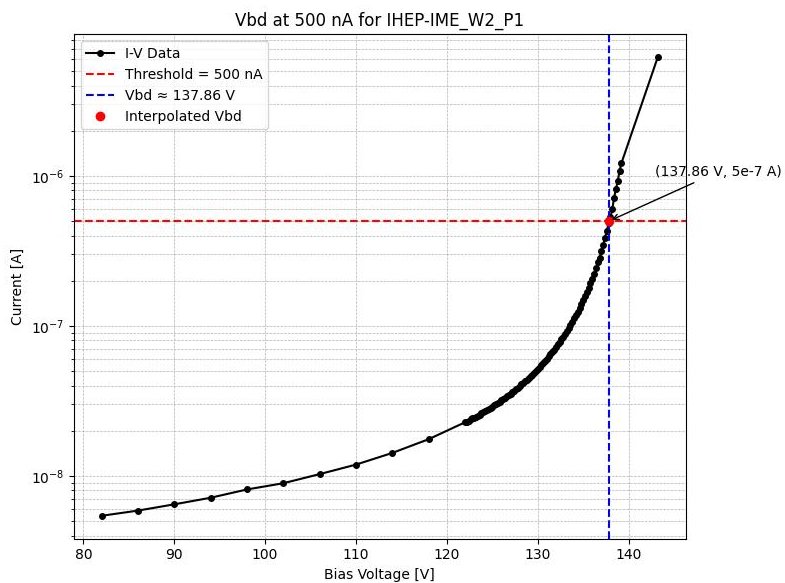 Vbd at 500 nA for IHEP-IME_W2_P1
I-V Data
Threshold = 500 nA
Vbd ≈ 137.86 V
Interpolated Vbd
(137.86 V, 5e-7 A)
Current [A]
10⁻⁶
10⁻⁷
10⁻⁸
80 90 100 110 120 130 140
Bias Voltage [V]